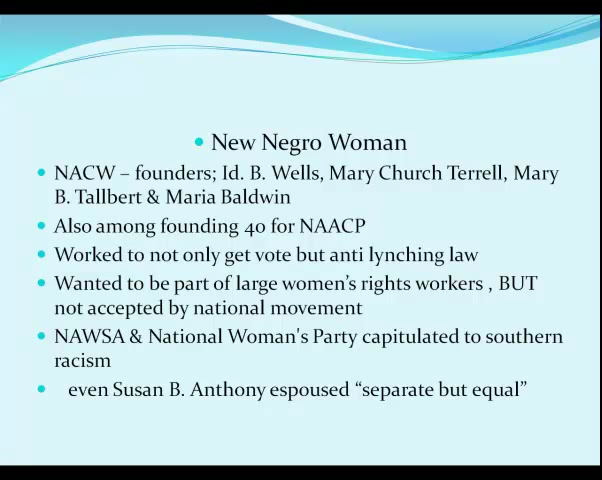 • New Negro Woman
• NACW – founders; Id. B. Wells, Mary Church Terrell, Mary
B. Tallbert & Maria Baldwin
• Also among founding 40 for NAACP
• Worked to not only get vote but anti lynching law
• Wanted to be part of large women’s rights workers , BUT
not accepted by national movement
• NAWSA & National Woman's Party capitulated to southern
racism
• even Susan B. Anthony espoused “separate but equal”